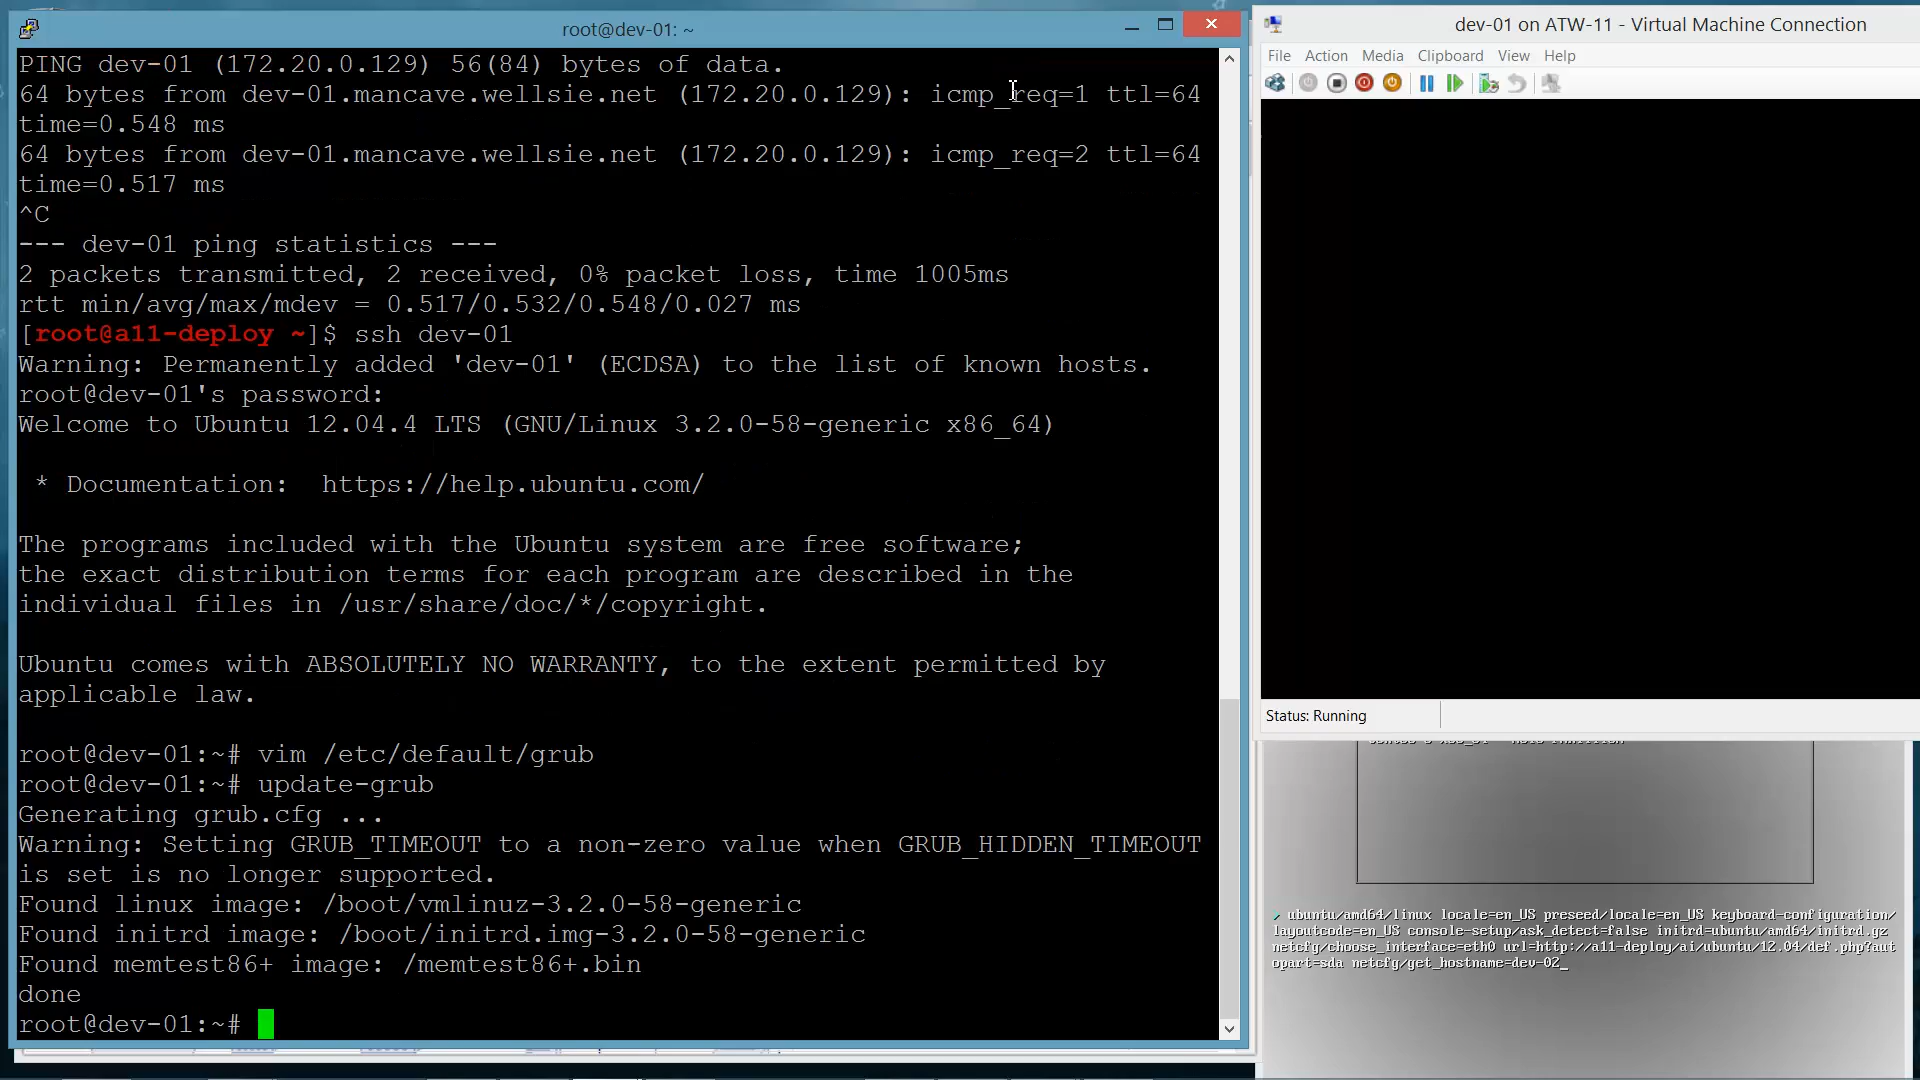 root@dev-01: ~
PING dev-01 (172.20.0.129) 56(84) bytes of data.
64 bytes from dev-01.mancave.wellsie.net (172.20.0.129): icmp_req=1 ttl=64
time=0.548 ms
64 bytes from dev-01.mancave.wellsie.net (172.20.0.129): icmp_req=2 ttl=64
time=0.517 ms
^C
--- dev-01 ping statistics ---
2 packets transmitted, 2 received, 0% packet loss, time 1005ms
rtt min/avg/max/mdev = 0.517/0.532/0.548/0.027 ms
[root@a11-deploy ~]$ ssh dev-01
Warning: Permanently added 'dev-01' (ECDSA) to the list of known hosts.
root@dev-01's password:
Welcome to Ubuntu 12.04.4 LTS (GNU/Linux 3.2.0-58-generic x86_64)
* Documentation:  https://help.ubuntu.com/
The programs included with the Ubuntu system are free software;
the exact distribution terms for each program are described in the
individual files in /usr/share/doc/*/copyright.
Ubuntu comes with ABSOLUTELY NO WARRANTY, to the extent permitted by
applicable law.
root@dev-01:~# vim /etc/default/grub
root@dev-01:~# update-grub
Generating grub.cfg ...
Warning: Setting GRUB_TIMEOUT to a non-zero value when GRUB_HIDDEN_TIMEOUT
is set is no longer supported.
Found linux image: /boot/vmlinuz-3.2.0-58-generic
Found initrd image: /boot/initrd.img-3.2.0-58-generic
Found memtest86+ image: /memtest86+.bin
done
root@dev-01:~#
dev-01 on ATW-11 - Virtual Machine Connection
File Action Media Clipboard View Help
Status: Running
> ubuntu/amd64/linux locale=en_US preseed/locale=en_US keyboard-configuration/
layoutcode=en_US console-setup/ask_detect=false initrd=ubuntu/amd64/initrd.gz
netcfg/choose_interface=eth0 url=http://a11-deploy/ai/ubuntu/12.04/def.php?aut
opart=sda netcfg/get_hostname=dev-02_